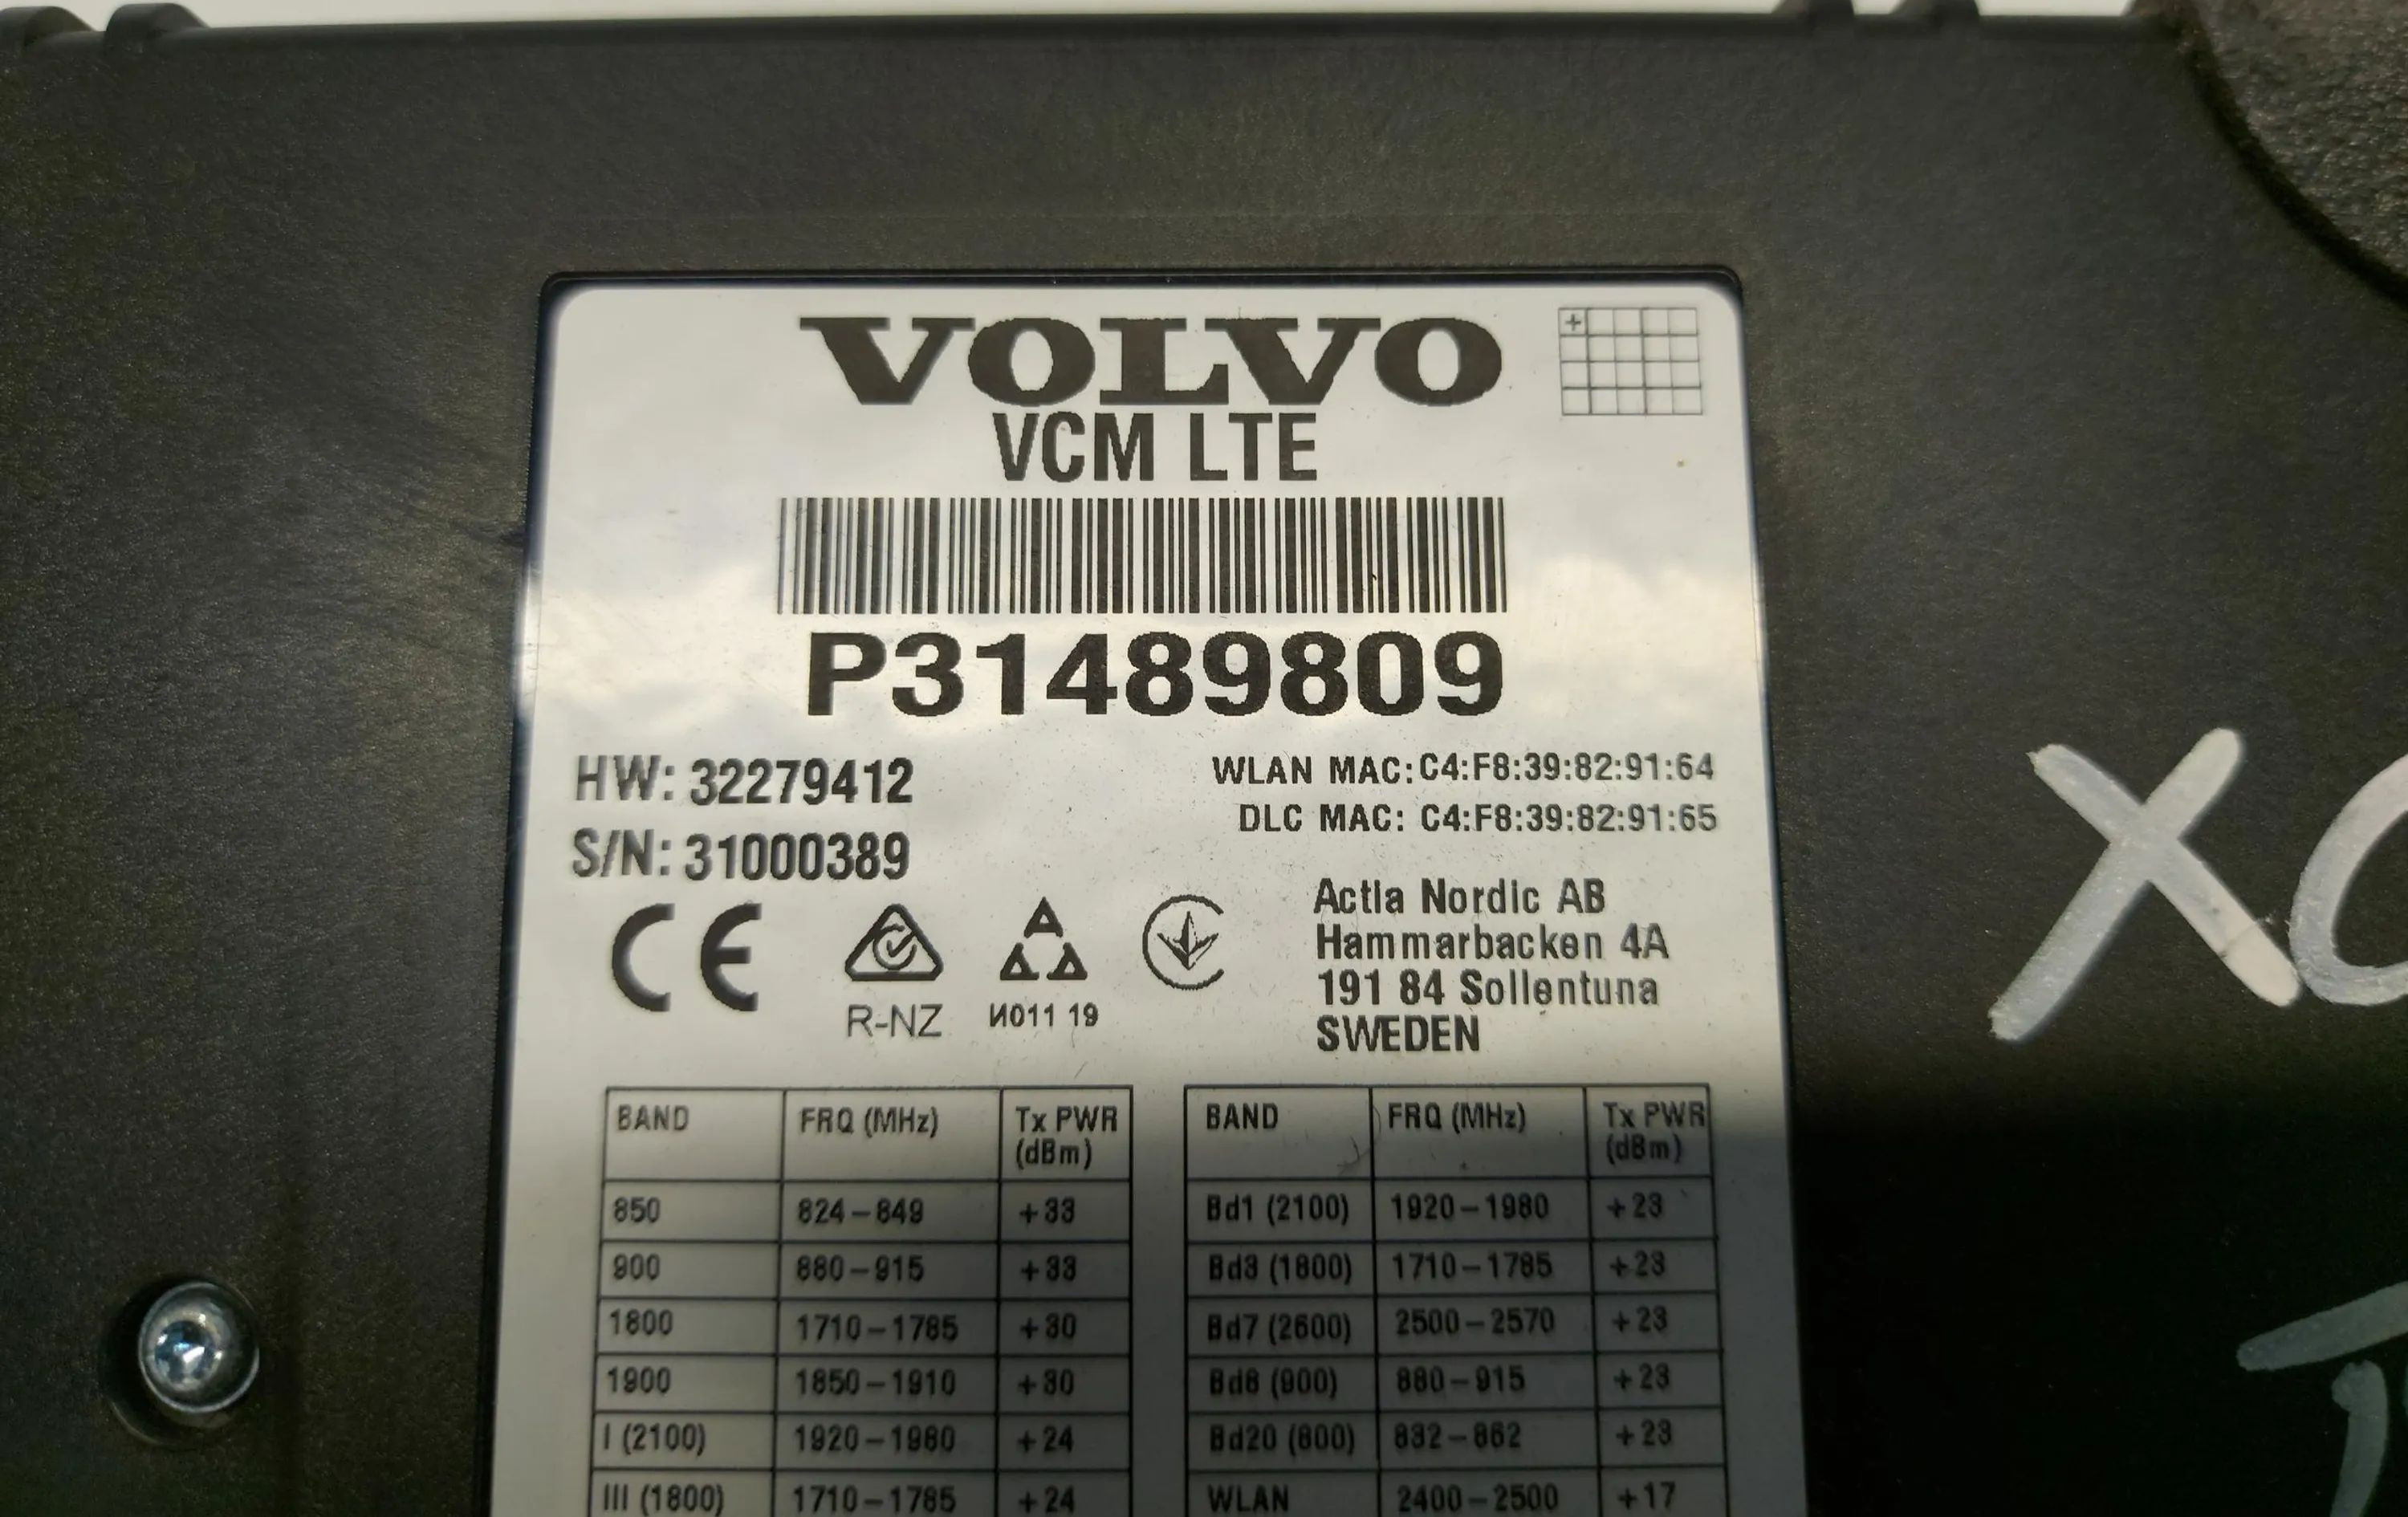 VOLVO
VCM LTE
P31489809
HW: 32279412
S/N: 31000389
WLAN MAC:C4:F8:39:82:91:64
DLC MAC: C4:F8:39:82:91:65
CE
R-NZ
И011 19
Actia Nordic AB
Hammarbacken 4A
191 84 Sollentuna
SWEDEN
BAND FRQ (MHz) Tx PWR (dBm)
850 824–849 +33
900 880–915 +33
1800 1710–1785 +30
1900 1850–1910 +30
I (2100) 1920–1980 +24
III (1800) 1710–1785 +24
BAND FRQ (MHz) Tx PWR (dBm)
Bd1 (2100) 1920–1980 +23
Bd3 (1800) 1710–1785 +23
Bd7 (2600) 2500–2570 +23
Bd8 (900) 880–915 +23
Bd20 (800) 832–862 +23
WLAN 2400–2500 +17